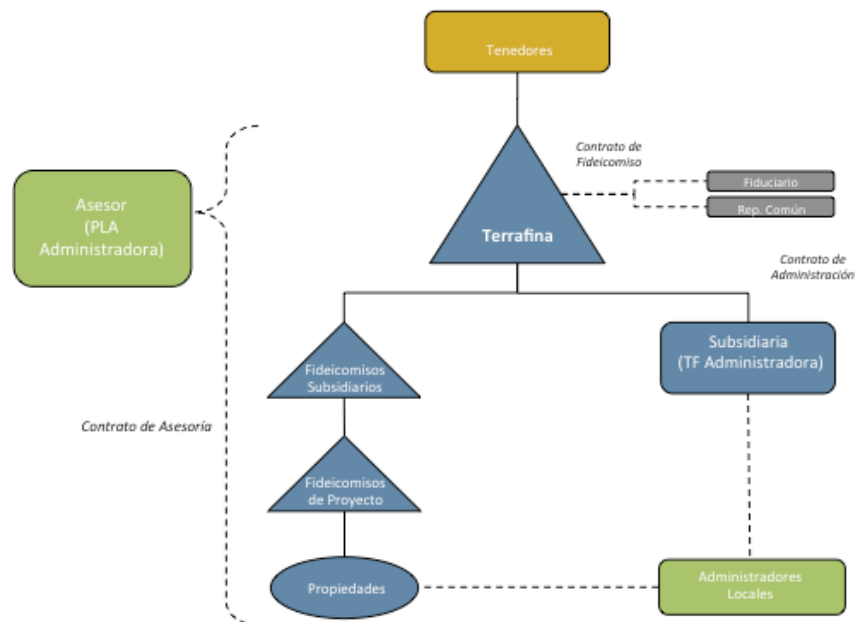 Tenedores
Contrato de
Fideicomiso
Fiduciario
Rep. Común
Asesor
(PLA
Administradora)
Terrafina
Contrato de
Administración
Subsidiaria
(TF Administradora)
Fideicomisos
Subsidiarios
Contrato de Asesoría
Fideicomisos
de Proyecto
Propiedades
Administradores
Locales